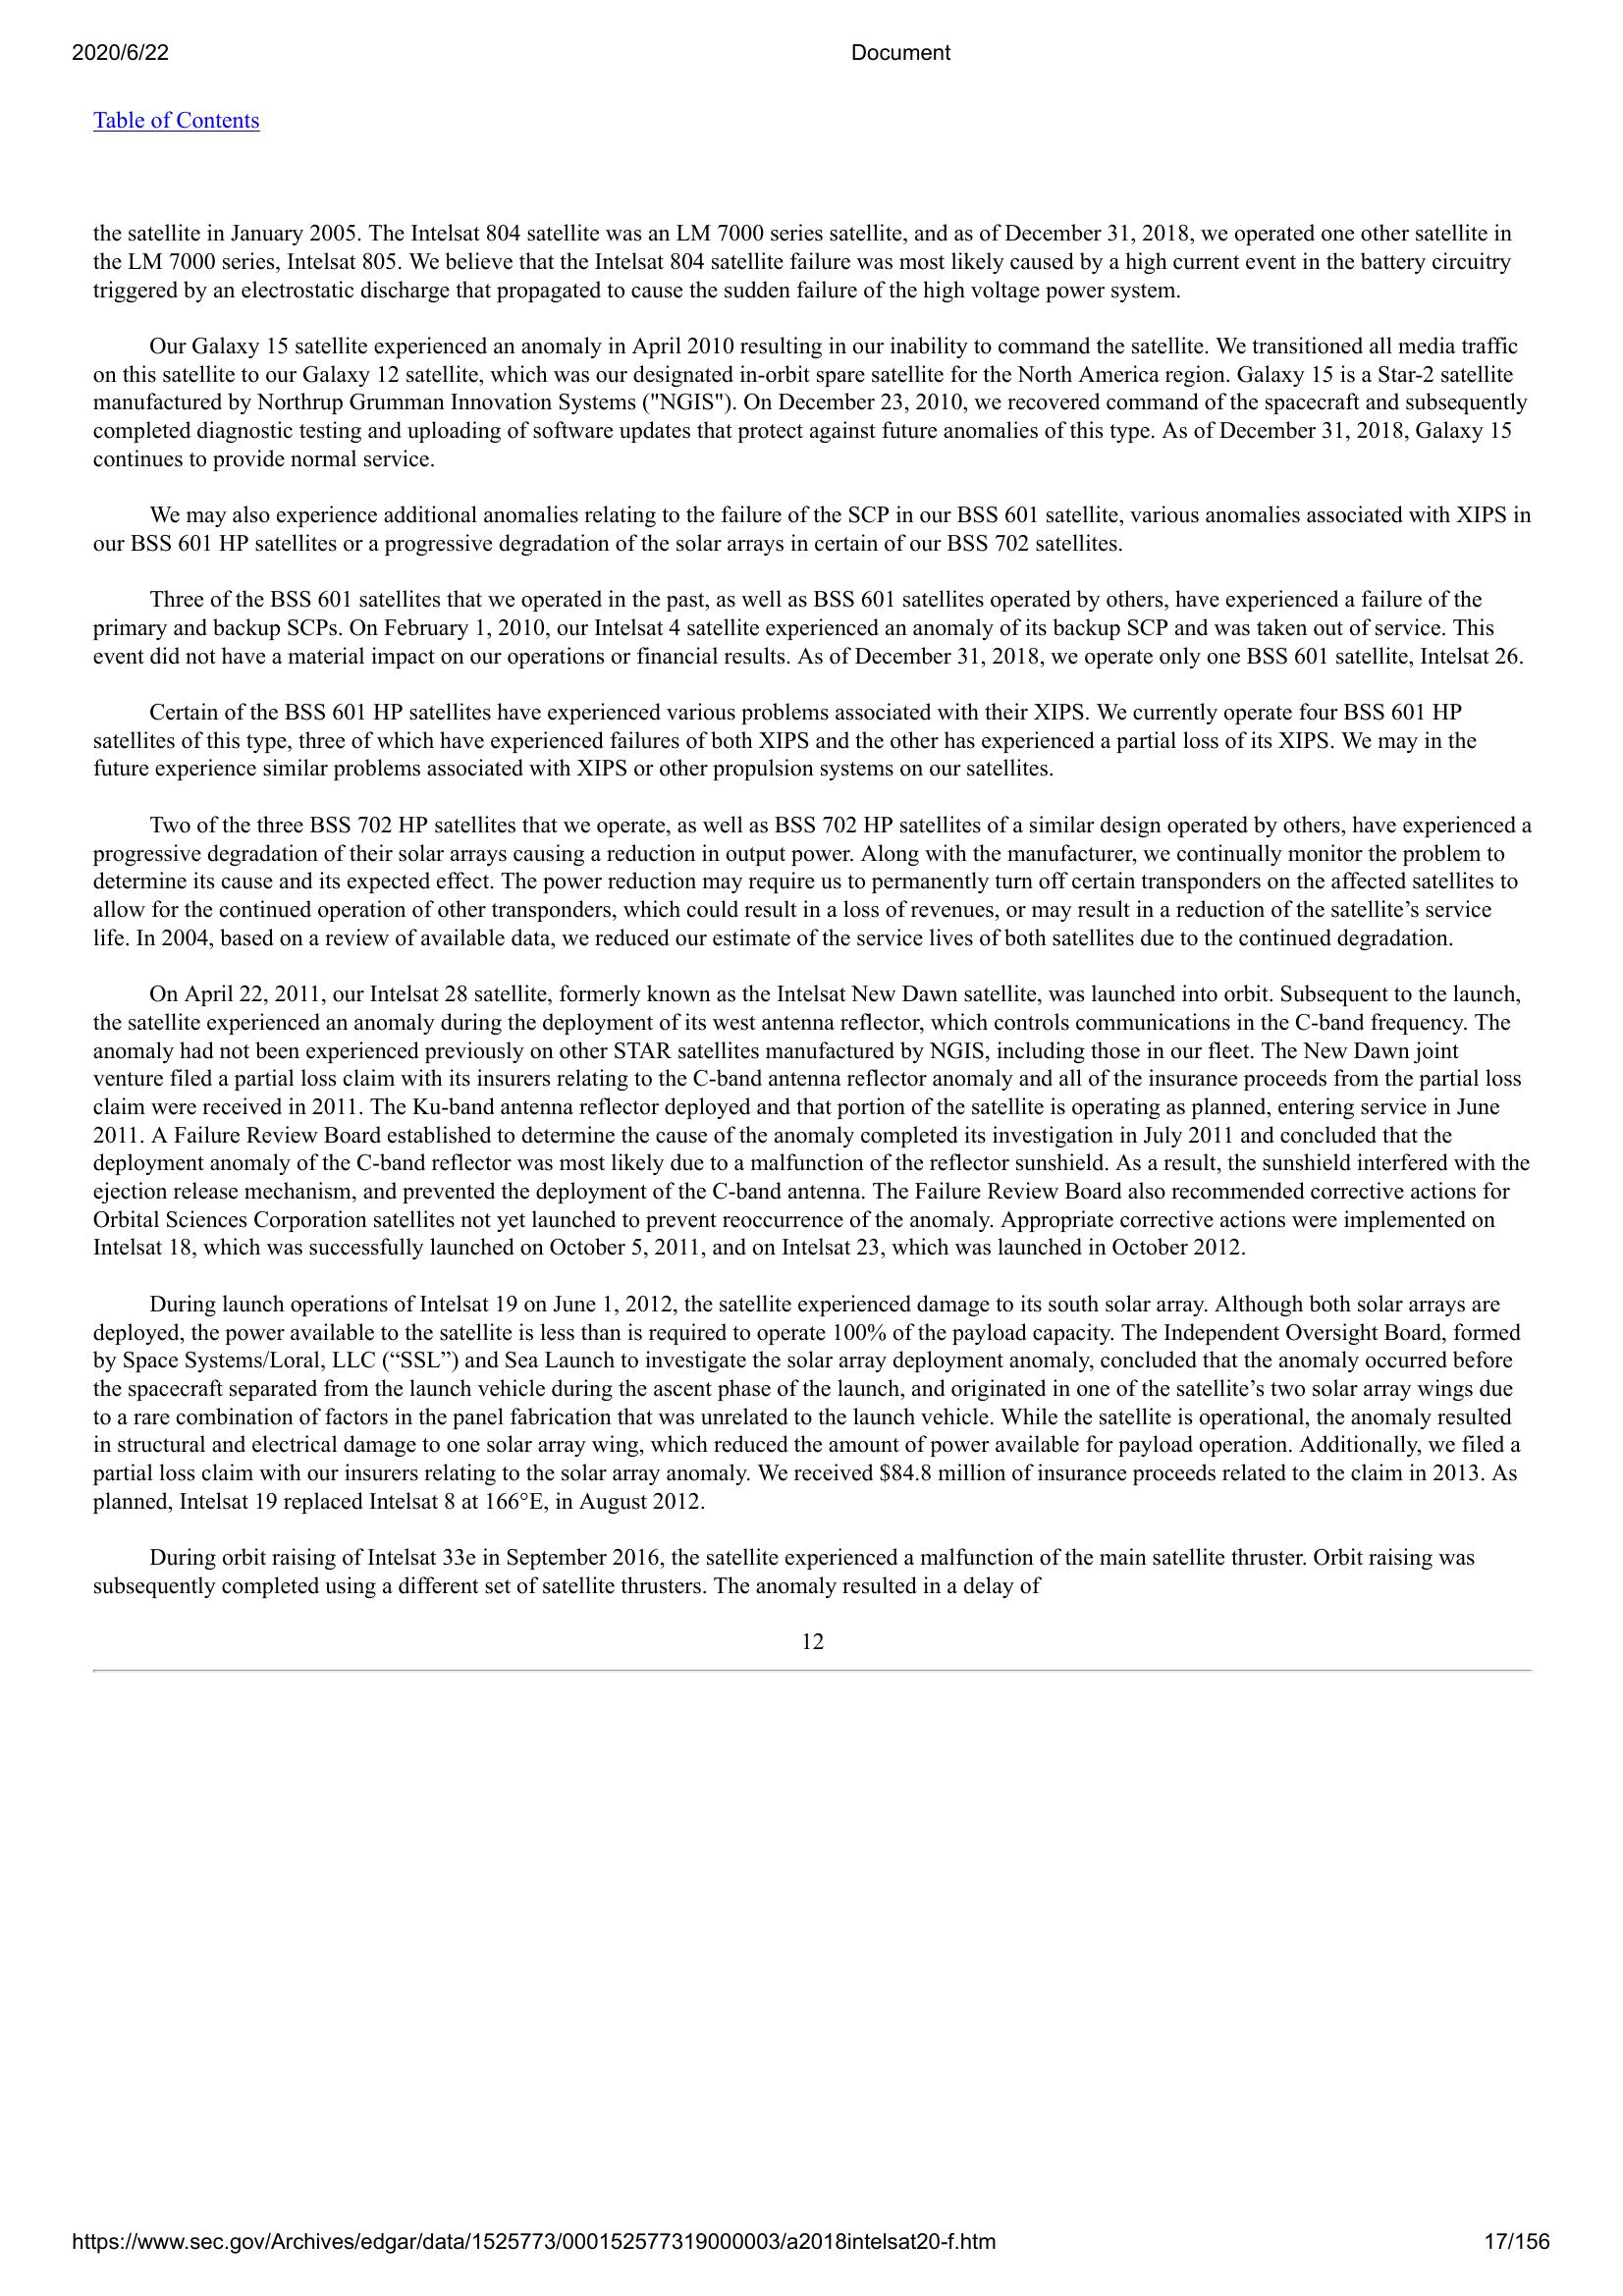 2020/6/22 Document
Table of Contents
the satellite in January 2005. The Intelsat 804 satellite was an LM 7000 series satellite, and as of December 31, 2018, we operated one other satellite in
the LM 7000 series, Intelsat 805. We believe that the Intelsat 804 satellite failure was most likely caused by a high current event in the battery circuitry
triggered by an electrostatic discharge that propagated to cause the sudden failure of the high voltage power system.
Our Galaxy 15 satellite experienced an anomaly in April 2010 resulting in our inability to command the satellite. We transitioned all media traffic
on this satellite to our Galaxy 12 satellite, which was our designated in-orbit spare satellite for the North America region. Galaxy 15 is a Star-2 satellite
manufactured by Northrup Grumman Innovation Systems ("NGIS"). On December 23, 2010, we recovered command of the spacecraft and subsequently
completed diagnostic testing and uploading of software updates that protect against future anomalies of this type. As of December 31, 2018, Galaxy 15
continues to provide normal service.
We may also experience additional anomalies relating to the failure of the SCP in our BSS 601 satellite, various anomalies associated with XIPS in
our BSS 601 HP satellites or a progressive degradation of the solar arrays in certain of our BSS 702 satellites.
Three of the BSS 601 satellites that we operated in the past, as well as BSS 601 satellites operated by others, have experienced a failure of the
primary and backup SCPs. On February 1, 2010, our Intelsat 4 satellite experienced an anomaly of its backup SCP and was taken out of service. This
event did not have a material impact on our operations or financial results. As of December 31, 2018, we operate only one BSS 601 satellite, Intelsat 26.
Certain of the BSS 601 HP satellites have experienced various problems associated with their XIPS. We currently operate four BSS 601 HP
satellites of this type, three of which have experienced failures of both XIPS and the other has experienced a partial loss of its XIPS. We may in the
future experience similar problems associated with XIPS or other propulsion systems on our satellites.
Two of the three BSS 702 HP satellites that we operate, as well as BSS 702 HP satellites of a similar design operated by others, have experienced a
progressive degradation of their solar arrays causing a reduction in output power. Along with the manufacturer, we continually monitor the problem to
determine its cause and its expected effect. The power reduction may require us to permanently turn off certain transponders on the affected satellites to
allow for the continued operation of other transponders, which could result in a loss of revenues, or may result in a reduction of the satellite’s service
life. In 2004, based on a review of available data, we reduced our estimate of the service lives of both satellites due to the continued degradation.
On April 22, 2011, our Intelsat 28 satellite, formerly known as the Intelsat New Dawn satellite, was launched into orbit. Subsequent to the launch,
the satellite experienced an anomaly during the deployment of its west antenna reflector, which controls communications in the C-band frequency. The
anomaly had not been experienced previously on other STAR satellites manufactured by NGIS, including those in our fleet. The New Dawn joint
venture filed a partial loss claim with its insurers relating to the C-band antenna reflector anomaly and all of the insurance proceeds from the partial loss
claim were received in 2011. The Ku-band antenna reflector deployed and that portion of the satellite is operating as planned, entering service in June
2011. A Failure Review Board established to determine the cause of the anomaly completed its investigation in July 2011 and concluded that the
deployment anomaly of the C-band reflector was most likely due to a malfunction of the reflector sunshield. As a result, the sunshield interfered with the
ejection release mechanism, and prevented the deployment of the C-band antenna. The Failure Review Board also recommended corrective actions for
Orbital Sciences Corporation satellites not yet launched to prevent reoccurrence of the anomaly. Appropriate corrective actions were implemented on
Intelsat 18, which was successfully launched on October 5, 2011, and on Intelsat 23, which was launched in October 2012.
During launch operations of Intelsat 19 on June 1, 2012, the satellite experienced damage to its south solar array. Although both solar arrays are
deployed, the power available to the satellite is less than is required to operate 100% of the payload capacity. The Independent Oversight Board, formed
by Space Systems/Loral, LLC (“SSL”) and Sea Launch to investigate the solar array deployment anomaly, concluded that the anomaly occurred before
the spacecraft separated from the launch vehicle during the ascent phase of the launch, and originated in one of the satellite’s two solar array wings due
to a rare combination of factors in the panel fabrication that was unrelated to the launch vehicle. While the satellite is operational, the anomaly resulted
in structural and electrical damage to one solar array wing, which reduced the amount of power available for payload operation. Additionally, we filed a
partial loss claim with our insurers relating to the solar array anomaly. We received $84.8 million of insurance proceeds related to the claim in 2013. As
planned, Intelsat 19 replaced Intelsat 8 at 166°E, in August 2012.
During orbit raising of Intelsat 33e in September 2016, the satellite experienced a malfunction of the main satellite thruster. Orbit raising was
subsequently completed using a different set of satellite thrusters. The anomaly resulted in a delay of
12
https://www.sec.gov/Archives/edgar/data/1525773/000152577319000003/a2018intelsat20-f.htm 17/156